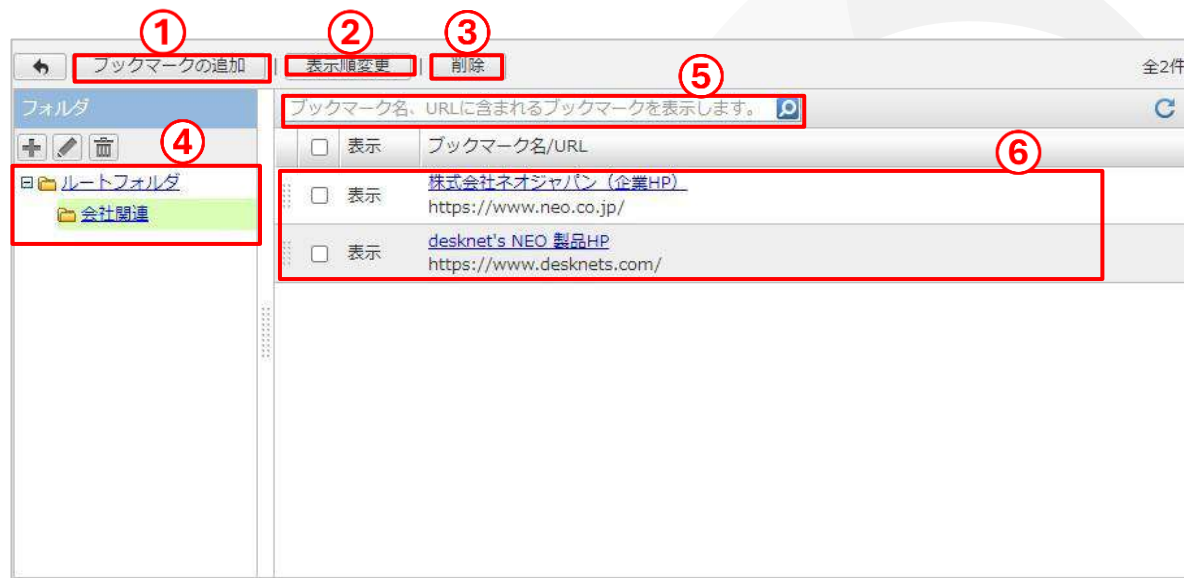 ① ② ③
ブックマークの追加 | 表示順変更 | 削除 全2件
⑤
フォルダ ブックマーク名、URLに含まれるブックマークを表示します。
④
表示 ブックマーク名/URL
⑥
ルートフォルダ
表示 株式会社ネオジャパン（企業HP）
https://www.neo.co.jp/
会社関連
表示 desknet's NEO 製品HP
https://www.desknets.com/